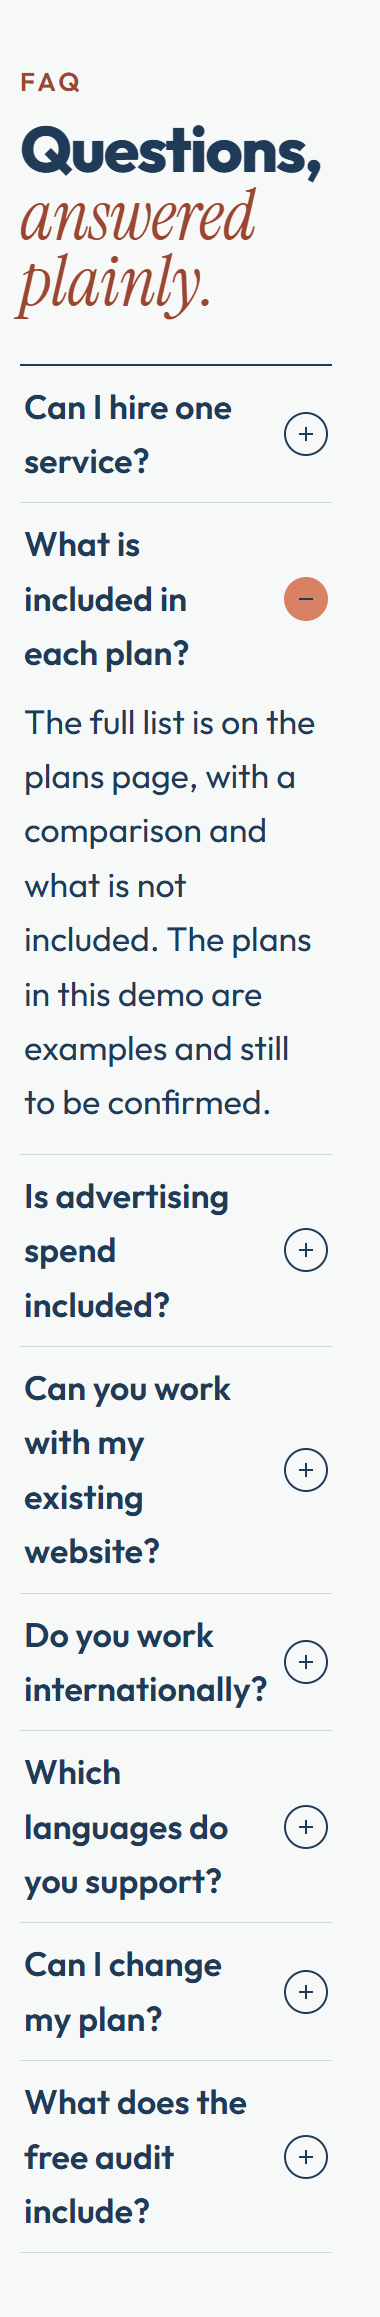 FAQ
Questions,
answered
plainly.
Can I hire one
service?
What is
included in
each plan?
The full list is on the
plans page, with a
comparison and
what is not
included. The plans
in this demo are
examples and still
to be confirmed.
Is advertising
spend
included?
Can you work
with my
existing
website?
Do you work
internationally?
Which
languages do
you support?
Can I change
my plan?
What does the
free audit
include?